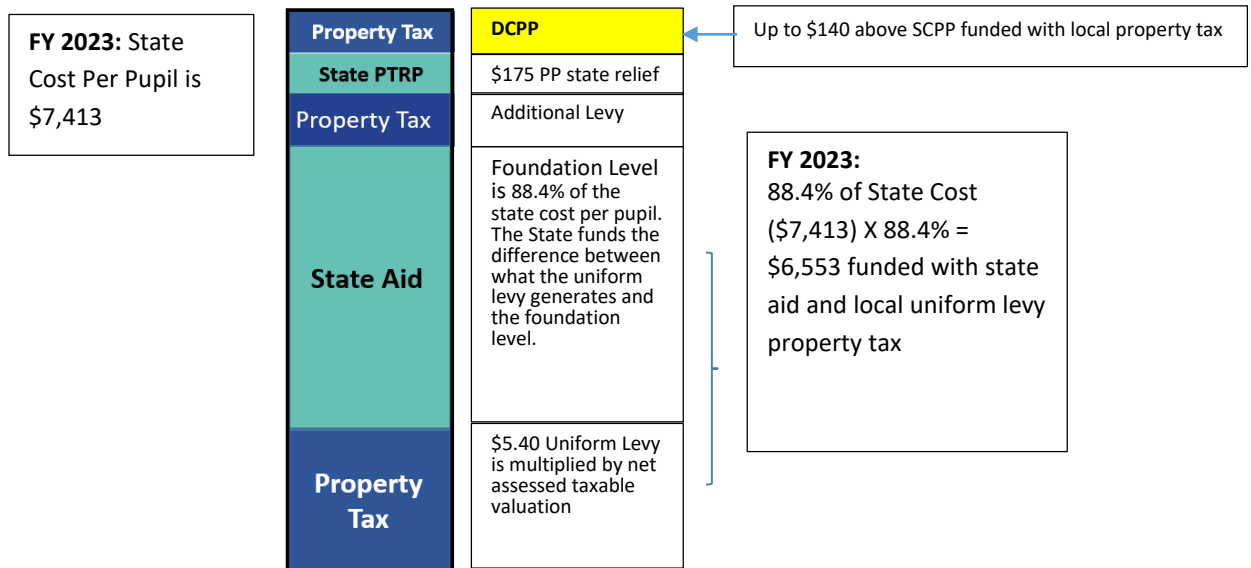 FY 2023: State
Cost Per Pupil is
$7,413
Property Tax
State PTRP
Property Tax
State Aid
Property
Tax
DCPP
$175 PP state relief
Additional Levy
Foundation Level
is 88.4% of the
state cost per pupil.
The State funds the
difference between
what the uniform
levy generates and
the foundation
level.
$5.40 Uniform Levy
is multiplied by net
assessed taxable
valuation
Up to $140 above SCPP funded with local property tax
FY 2023:
88.4% of State Cost
($7,413) X 88.4% =
$6,553 funded with state
aid and local uniform levy
property tax